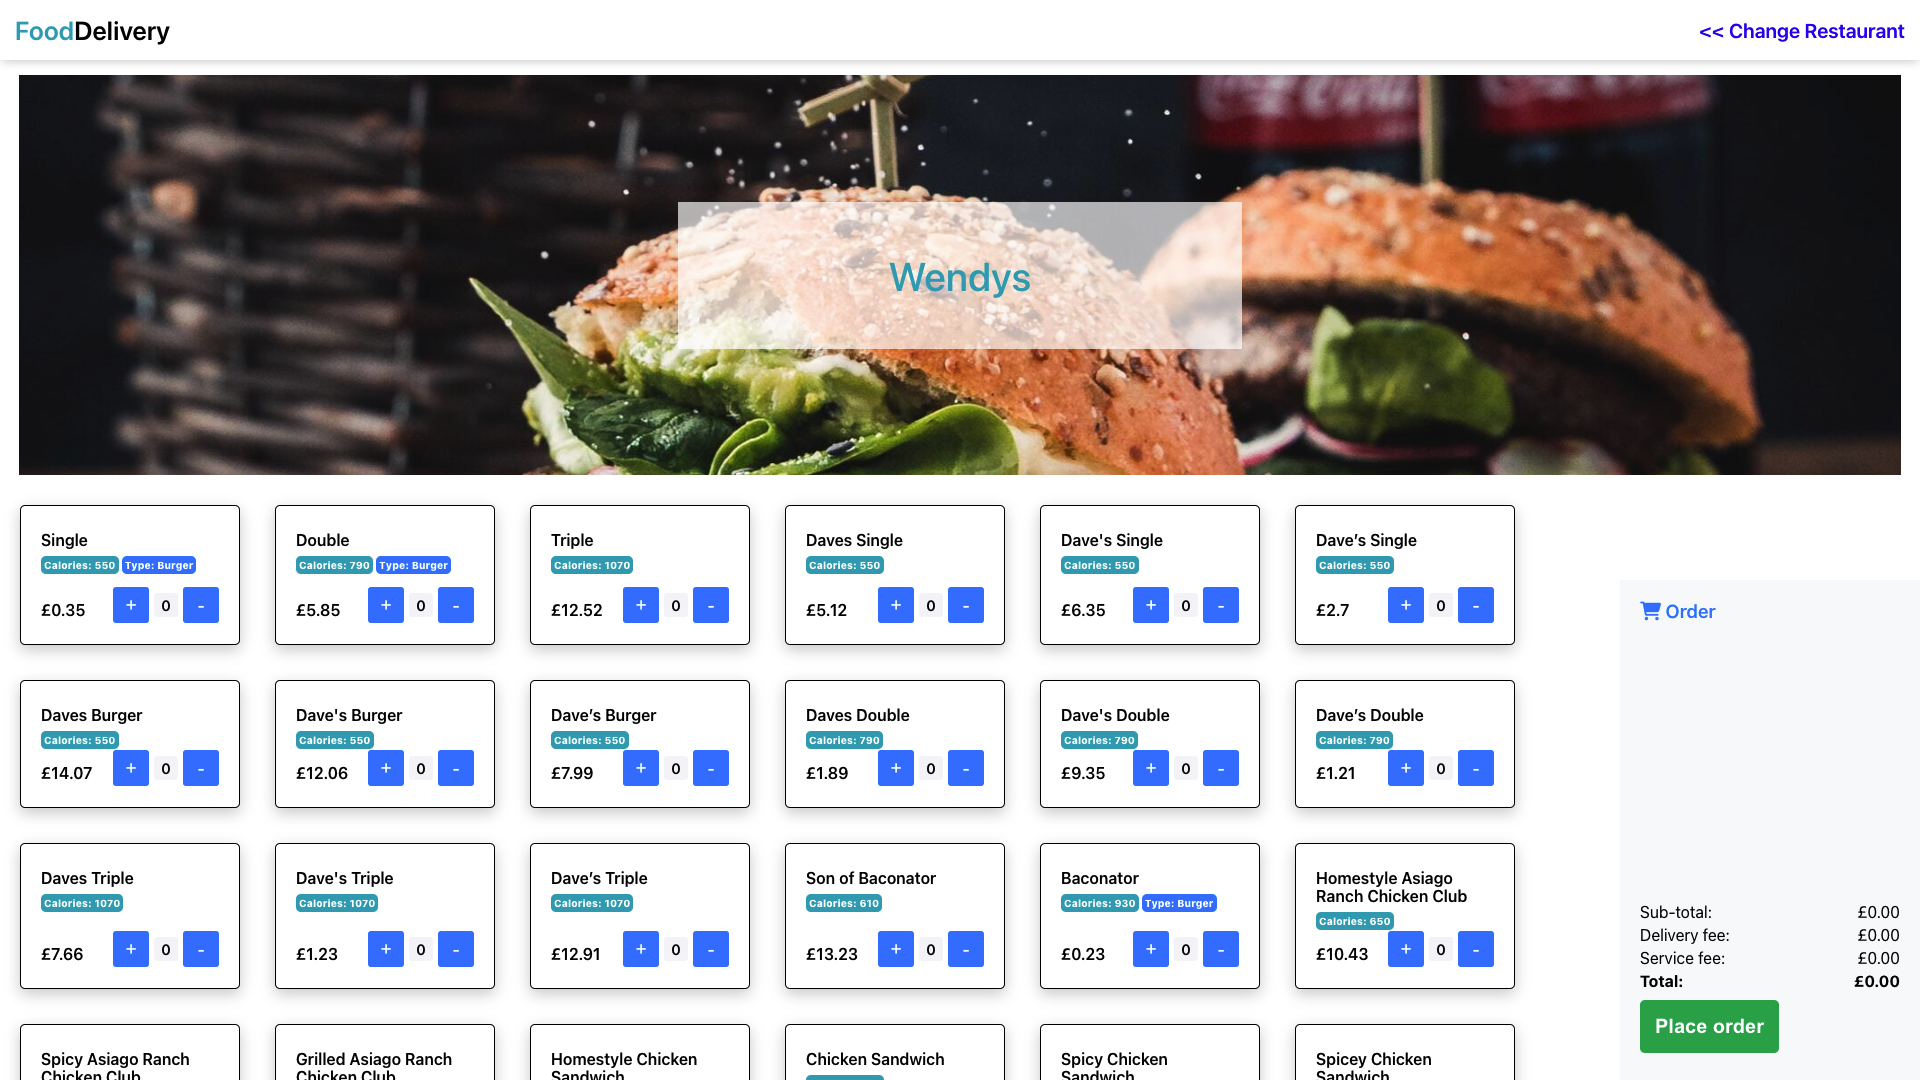 FoodDelivery
<< Change Restaurant
Wendys
Single
Calories: 550 Type: Burger
£0.35 + 0 -
Double
Calories: 790 Type: Burger
£5.85 + 0 -
Triple
Calories: 1070
£12.52 + 0 -
Daves Single
Calories: 550
£5.12 + 0 -
Dave's Single
Calories: 550
£6.35 + 0 -
Dave’s Single
Calories: 550
£2.7 + 0 -
Daves Burger
Calories: 550
£14.07 + 0 -
Dave's Burger
Calories: 550
£12.06 + 0 -
Dave’s Burger
Calories: 550
£7.99 + 0 -
Daves Double
Calories: 790
£1.89 + 0 -
Dave's Double
Calories: 790
£9.35 + 0 -
Dave’s Double
Calories: 790
£1.21 + 0 -
Daves Triple
Calories: 1070
£7.66 + 0 -
Dave's Triple
Calories: 1070
£1.23 + 0 -
Dave’s Triple
Calories: 1070
£12.91 + 0 -
Son of Baconator
Calories: 610
£13.23 + 0 -
Baconator
Calories: 930 Type: Burger
£0.23 + 0 -
Homestyle Asiago
Ranch Chicken Club
Calories: 650
£10.43 + 0 -
Spicy Asiago Ranch
Chicken Club
Grilled Asiago Ranch
Chicken Club
Homestyle Chicken
Sandwich
Chicken Sandwich
Spicy Chicken
Sandwich
Spicey Chicken
Sandwich
Order
Sub-total: £0.00
Delivery fee: £0.00
Service fee: £0.00
Total: £0.00
Place order